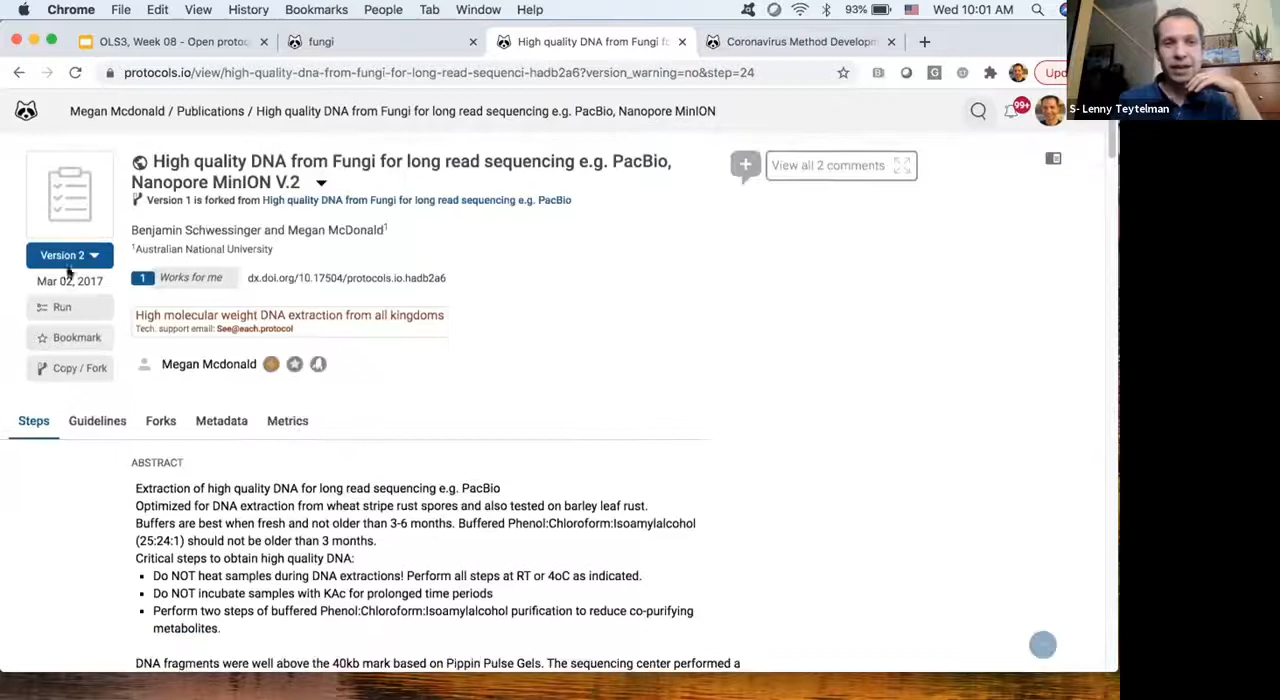 Chrome File Edit View History Bookmarks People Tab Window Help 93% Wed 10:01 AM
OLS3, Week 08 - Open protoc × fungi × High quality DNA from Fungi fo × Coronavirus Method Developm × +
protocols.io/view/high-quality-dna-from-fungi-for-long-read-sequenci-hadb2a6?version_warning=no&step=24
S- Lenny Teytelman
Megan Mcdonald / Publications / High quality DNA from Fungi for long read sequencing e.g. PacBio, Nanopore MinION
99+
High quality DNA from Fungi for long read sequencing e.g. PacBio,
Nanopore MinION V.2
View all 2 comments
Version 1 is forked from High quality DNA from Fungi for long read sequencing e.g. PacBio
Benjamin Schwessinger and Megan McDonald1
1Australian National University
Version 2
Mar 02, 2017
1 Works for me dx.doi.org/10.17504/protocols.io.hadb2a6
Run
High molecular weight DNA extraction from all kingdoms
Tech. support email: See@each.protocol
Bookmark
Copy / Fork
Megan Mcdonald
Steps Guidelines Forks Metadata Metrics
ABSTRACT
Extraction of high quality DNA for long read sequencing e.g. PacBio
Optimized for DNA extraction from wheat stripe rust spores and also tested on barley leaf rust.
Buffers are best when fresh and not older than 3-6 months. Buffered Phenol:Chloroform:Isoamylalcohol
(25:24:1) should not be older than 3 months.
Critical steps to obtain high quality DNA:
▪ Do NOT heat samples during DNA extractions! Perform all steps at RT or 4oC as indicated.
▪ Do NOT incubate samples with KAc for prolonged time periods
▪ Perform two steps of buffered Phenol:Chloroform:Isoamylalcohol purification to reduce co-purifying
metabolites.
DNA fragments were well above the 40kb mark based on Pippin Pulse Gels. The sequencing center performed a